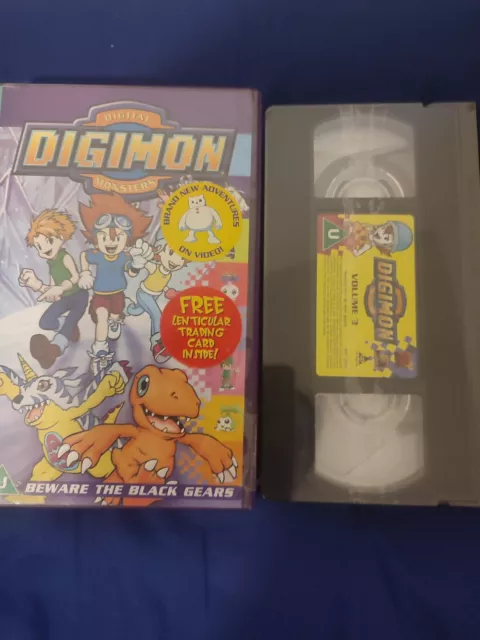 DIGITAL
DIGIMON
MONSTERS
BRAND NEW ADVENTURES
ON VIDEO!
FREE
LENTICULAR
TRADING
CARD
INSIDE!
U
BEWARE THE BLACK GEARS
U
DIGIMON
VOLUME 3